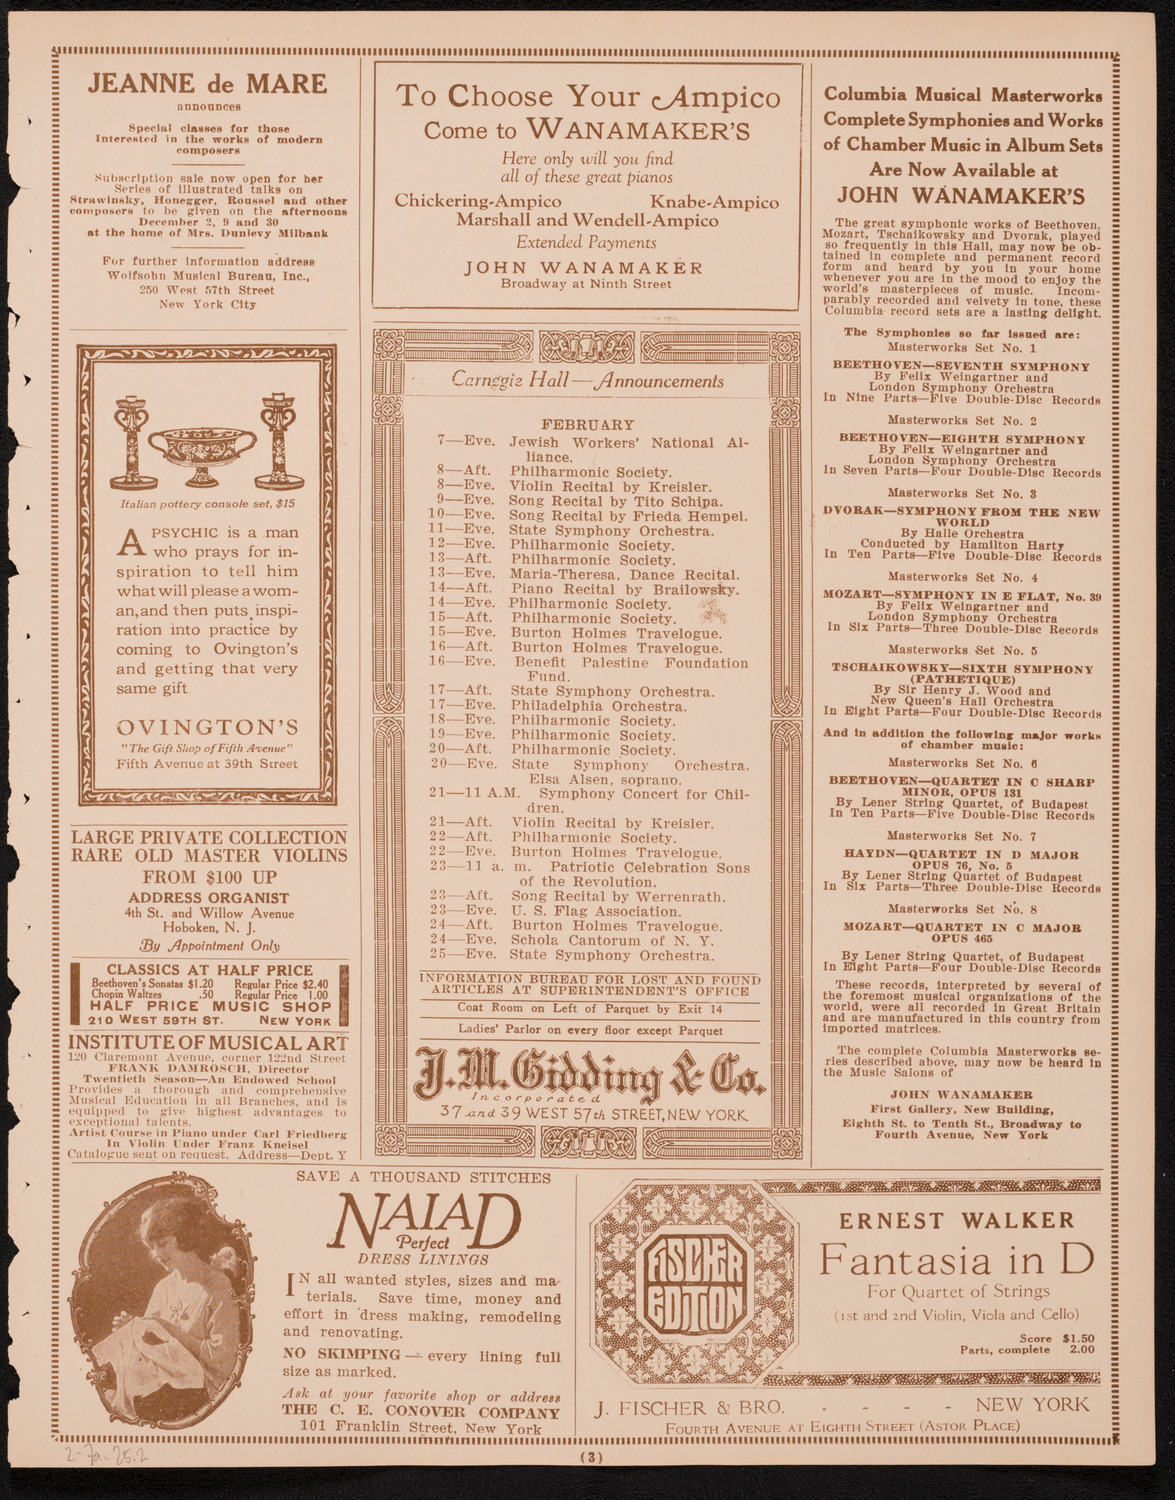 JEANNE de MARE
announces
Special classes for those
Interested in the works of modern
composers
Subscription sale now open for her
Series of illustrated talks on
Strawinsky, Honegger, Roussel and other
composers to be given on the afternoons
December 2, 9 and 30
at the home of Mrs. Dunlevy Milbank
For further information address
Wolfsohn Musical Bureau, Inc.,
250 West 57th Street
New York City
Italian pottery console set, $15
A PSYCHIC is a man
who prays for in-
spiration to tell him
what will please a wom-
an, and then puts inspi-
ration into practice by
coming to Ovington's
and getting that very
same gift.
OVINGTON'S
"The Gift Shop of Fifth Avenue"
Fifth Avenue at 39th Street
LARGE PRIVATE COLLECTION
RARE OLD MASTER VIOLINS
FROM $100 UP
ADDRESS ORGANIST
4th St. and Willow Avenue
Hoboken, N. J.
By Appointment Only
CLASSICS AT HALF PRICE
Beethoven's Sonatas $1.20 Regular Price $2.40
Chopin Waltzes .50 Regular Price 1.00
HALF PRICE MUSIC SHOP
210 WEST 59TH ST. NEW YORK
INSTITUTE OF MUSICAL ART
120 Claremont Avenue, corner 122nd Street
FRANK DAMROSCH, Director
Twentieth Season—An Endowed School
Provides a thorough and comprehensive
Musical Education in all Branches, and is
equipped to give highest advantages to
exceptional talents.
Artist Course in Piano under Carl Friedberg
In Violin Under Franz Kneisel
Catalogue sent on request. Address—Dept. Y
To Choose Your Ampico
Come to WANAMAKER'S
Here only will you find
all of these great pianos
Chickering-Ampico Knabe-Ampico
Marshall and Wendell-Ampico
Extended Payments
JOHN WANAMAKER
Broadway at Ninth Street
Carnegie Hall—Announcements
FEBRUARY
7—Eve. Jewish Workers' National Al-
liance.
8—Aft. Philharmonic Society.
8—Eve. Violin Recital by Kreisler.
9—Eve. Song Recital by Tito Schipa.
10—Eve. Song Recital by Frieda Hempel.
11—Eve. State Symphony Orchestra.
12—Eve. Philharmonic Society.
13—Aft. Philharmonic Society.
13—Eve. Maria-Theresa, Dance Recital.
14—Aft. Piano Recital by Brailowsky.
14—Eve. Philharmonic Society.
15—Aft. Philharmonic Society.
15—Eve. Burton Holmes Travelogue.
16—Aft. Burton Holmes Travelogue.
16—Eve. Benefit Palestine Foundation
Fund.
17—Aft. State Symphony Orchestra.
17—Eve. Philadelphia Orchestra.
18—Eve. Philharmonic Society.
19—Eve. Philharmonic Society.
20—Aft. Philharmonic Society.
20—Eve. State Symphony Orchestra.
Elsa Alsen, soprano.
21—11 A.M. Symphony Concert for Chil-
dren.
21—Aft. Violin Recital by Kreisler.
22—Aft. Philharmonic Society.
22—Eve. Burton Holmes Travelogue.
23—11 a. m. Patriotic Celebration Sons
of the Revolution.
23—Aft. Song Recital by Werrenrath.
23—Eve. U. S. Flag Association.
24—Aft. Burton Holmes Travelogue.
24—Eve. Schola Cantorum of N. Y.
25—Eve. State Symphony Orchestra.
INFORMATION BUREAU FOR LOST AND FOUND
ARTICLES AT SUPERINTENDENT'S OFFICE
Coat Room on Left of Parquet by Exit 14
Ladies' Parlor on every floor except Parquet
J. M. Gidding & Co.
Incorporated
37 and 39 WEST 57th STREET, NEW YORK
Columbia Musical Masterworks
Complete Symphonies and Works
of Chamber Music in Album Sets
Are Now Available at
JOHN WANAMAKER'S
The great symphonic works of Beethoven,
Mozart, Tschaikowsky and Dvorak, played
so frequently in this Hall, may now be ob-
tained in complete and permanent record
form and heard by you in your home
whenever you are in the mood to enjoy the
world's masterpieces of music. Incom-
parably recorded and velvety in tone, these
Columbia record sets are a lasting delight.
The Symphonies so far issued are:
Masterworks Set No. 1
BEETHOVEN—SEVENTH SYMPHONY
By Felix Weingartner and
London Symphony Orchestra
In Nine Parts—Five Double-Disc Records
Masterworks Set No. 2
BEETHOVEN—EIGHTH SYMPHONY
By Felix Weingartner and
London Symphony Orchestra
In Seven Parts—Four Double-Disc Records
Masterworks Set No. 3
DVORAK—SYMPHONY FROM THE NEW
WORLD
By Halle Orchestra
Conducted by Hamilton Harty
In Ten Parts—Five Double-Disc Records
Masterworks Set No. 4
MOZART—SYMPHONY IN E FLAT, No. 39
By Felix Weingartner and
London Symphony Orchestra
In Six Parts—Three Double-Disc Records
Masterworks Set No. 5
TSCHAIKOWSKY—SIXTH SYMPHONY
(PATHETIQUE)
By Sir Henry J. Wood and
New Queen's Hall Orchestra
In Eight Parts—Four Double-Disc Records
And in addition the following major works
of chamber music:
Masterworks Set No. 6
BEETHOVEN—QUARTET IN C SHARP
MINOR, OPUS 131
By Lener String Quartet, of Budapest
In Ten Parts—Five Double-Disc Records
Masterworks Set No. 7
HAYDN—QUARTET IN D MAJOR
OPUS 76, No. 5
By Lener String Quartet of Budapest
In Six Parts—Three Double-Disc Records
Masterworks Set No. 8
MOZART—QUARTET IN C MAJOR
OPUS 465
By Lener String Quartet, of Budapest
In Eight Parts—Four Double-Disc Records
These records, interpreted by several of
the foremost musical organizations of the
world, were all recorded in Great Britain
and are manufactured in this country from
imported matrices.
The complete Columbia Masterworks se-
ries described above, may now be heard in
the Music Salons of
JOHN WANAMAKER
First Gallery, New Building,
Eighth St. to Tenth St., Broadway to
Fourth Avenue, New York
SAVE A THOUSAND STITCHES
NAIAD
Perfect
DRESS LININGS
IN all wanted styles, sizes and ma-
terials. Save time, money and
effort in dress making, remodeling
and renovating.
NO SKIMPING—every lining full
size as marked.
Ask at your favorite shop or address
THE C. E. CONOVER COMPANY
101 Franklin Street, New York
FISCHER
EDITION
ERNEST WALKER
Fantasia in D
For Quartet of Strings
(1st and 2nd Violin, Viola and Cello)
Score $1.50
Parts, complete 2.00
J. FISCHER & BRO. - - - - NEW YORK
FOURTH AVENUE AT EIGHTH STREET (ASTOR PLACE)
(3)
2-7a-25.2